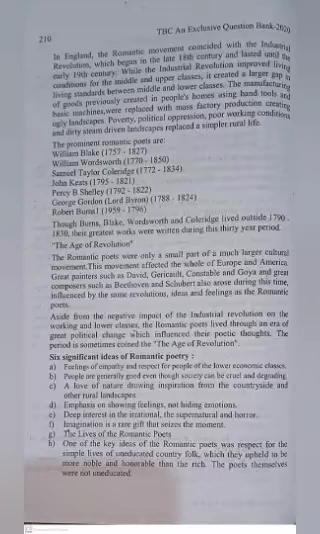 210
TBC An Exclusive Question Bank-2020
In England, the Romantic movement coincided with the Industrial
Revolution, which began in the late 18th century and lasted until the
early 19th century. While the Industrial Revolution improved living
conditions for the middle and upper classes, it created a larger gap in
living standards between middle and lower classes. The manufacturing
of goods previously created in people's homes using hand tools and
basic machines,were replaced with mass factory production creating
ugly landscapes. Poverty, political oppression, poor working conditions
and dirty steam driven landscapes replaced a simpler rural life.
The prominent romantic poets are:
William Blake (1757 - 1827)
William Wordsworth (1770 - 1850)
Samuel Taylor Coleridge (1772 - 1834)
John Keats (1795 - 1821)
Percy B Shelley (1792 - 1822)
George Gordon (Lord Byron) (1788 - 1824)
Robert Burns1 (1959 - 1796)
Though Burns, Blake, Wordsworth and Coleridge lived outside 1790 -
1830, their greatest works were written during this thirty year period.
"The Age of Revolution"
The Romantic poets were only a small part of a much larger cultural
movement.This movement affected the whole of Europe and America.
Great painters such as David, Gericault, Constable and Goya and great
composers such as Beethoven and Schubert also arose during this time,
influenced by the same revolutions, ideas and feelings as the Romantic
poets.
Aside from the negative impact of the Industrial revolution on the
working and lower classes, the Romantic poets lived through an era of
great political change which influenced their poetic thoughts. The
period is sometimes coined the "The Age of Revolution".
Six significant ideas of Romantic poetry :
a) Feelings of empathy and respect for people of the lower economic classes.
b) People are generally good even though society can be cruel and degrading.
c) A love of nature drawing inspiration from the countryside and
other rural landscapes
d) Emphasis on showing feelings, not hiding emotions.
e) Deep interest in the irrational, the supernatural and horror.
f) Imagination is a rare gift that seizes the moment.
g) The Lives of the Romantic Poets
h) One of the key ideas of the Romantic poets was respect for the
simple lives of uneducated country folk, which they upheld to be
more noble and honorable than the rich. The poets themselves
were not uneducated.